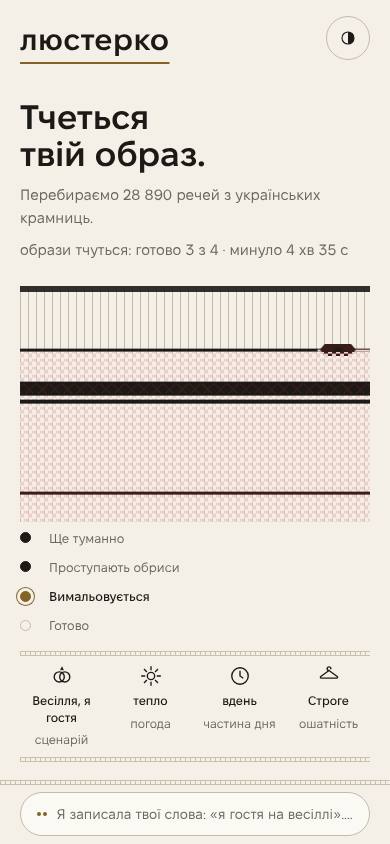 люстерко
Тчеться
твій образ.
Перебираємо 28 890 речей з українських
крамниць.
образи тчуться: готово 3 з 4 · минуло 4 хв 35 с
Ще туманно
Проступають обриси
Вимальовується
Готово
Весілля, я
гостя
сценарій
тепло
погода
вдень
частина дня
Строге
ошатність
Я записала твої слова: «я гостя на весіллі»....